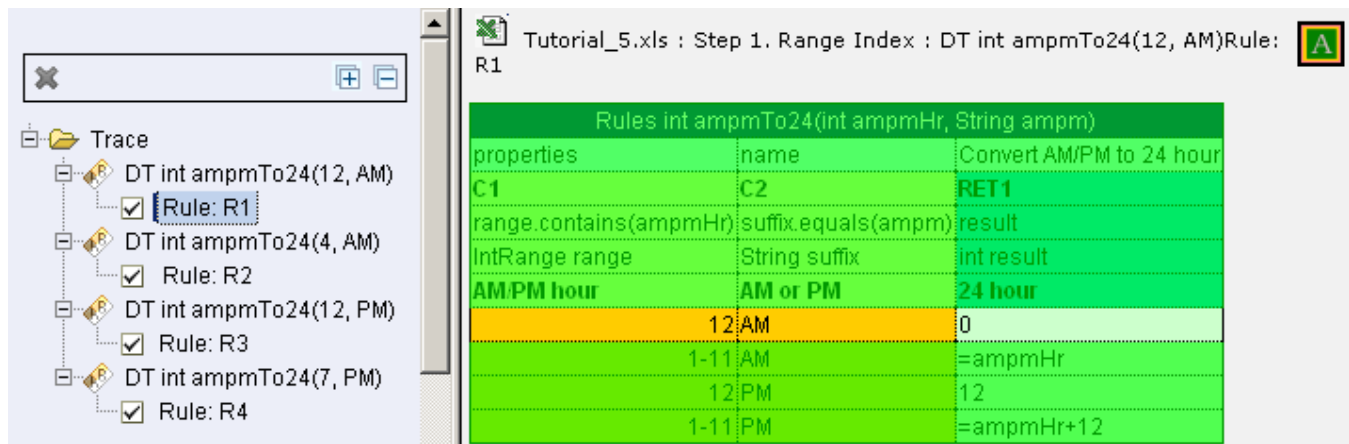 Trace
DT int ampmTo24(12, AM)
Rule: R1
DT int ampmTo24(4, AM)
Rule: R2
DT int ampmTo24(12, PM)
Rule: R3
DT int ampmTo24(7, PM)
Rule: R4
Tutorial_5.xls : Step 1. Range Index : DT int ampmTo24(12, AM)Rule:
R1
A
Rules int ampmTo24(int ampmHr, String ampm)
properties name Convert AM/PM to 24 hour
C1 C2 RET1
range.contains(ampmHr) suffix.equals(ampm) result
IntRange range String suffix int result
AM/PM hour AM or PM 24 hour
12 AM 0
1-11 AM =ampmHr
12 PM 12
1-11 PM =ampmHr+12